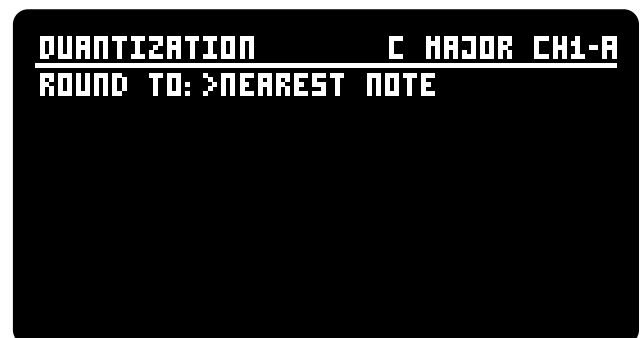 QUANTIZATION C MAJOR CH1-A
ROUND TO:>NEAREST NOTE